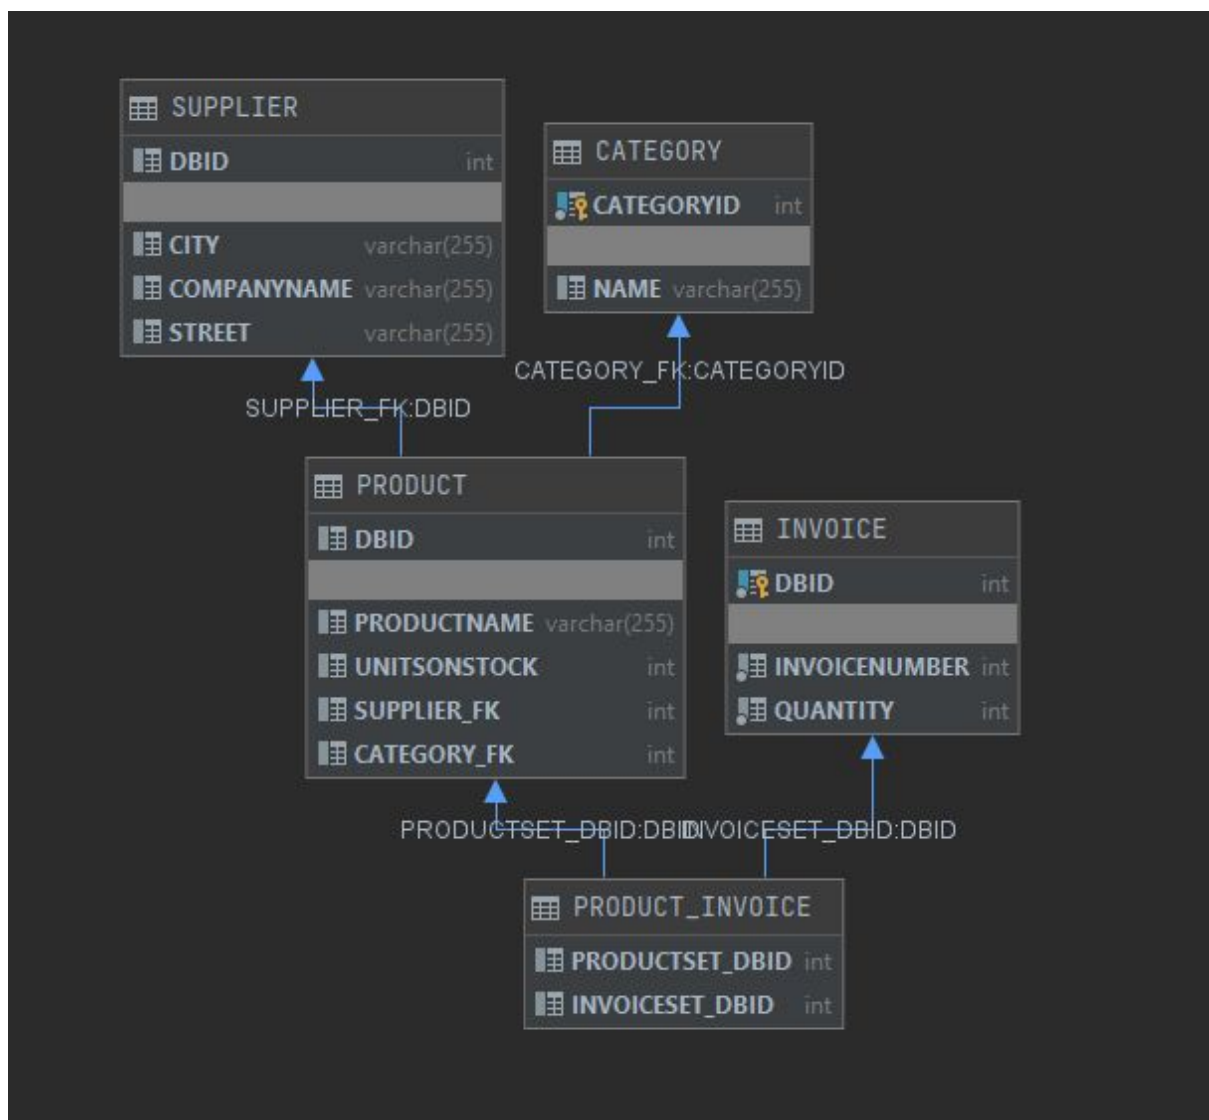 SUPPLIER
DBID int
CITY varchar(255)
COMPANYNAME varchar(255)
STREET varchar(255)
CATEGORY
CATEGORYID int
NAME varchar(255)
CATEGORY_FK:CATEGORYID
SUPPLIER_FK:DBID
PRODUCT
DBID int
PRODUCTNAME varchar(255)
UNITSONSTOCK int
SUPPLIER_FK int
CATEGORY_FK int
INVOICE
DBID int
INVOICENUMBER int
QUANTITY int
PRODUCTSET_DBID:DBID
INVOICESET_DBID:DBID
PRODUCT_INVOICE
PRODUCTSET_DBID int
INVOICESET_DBID int